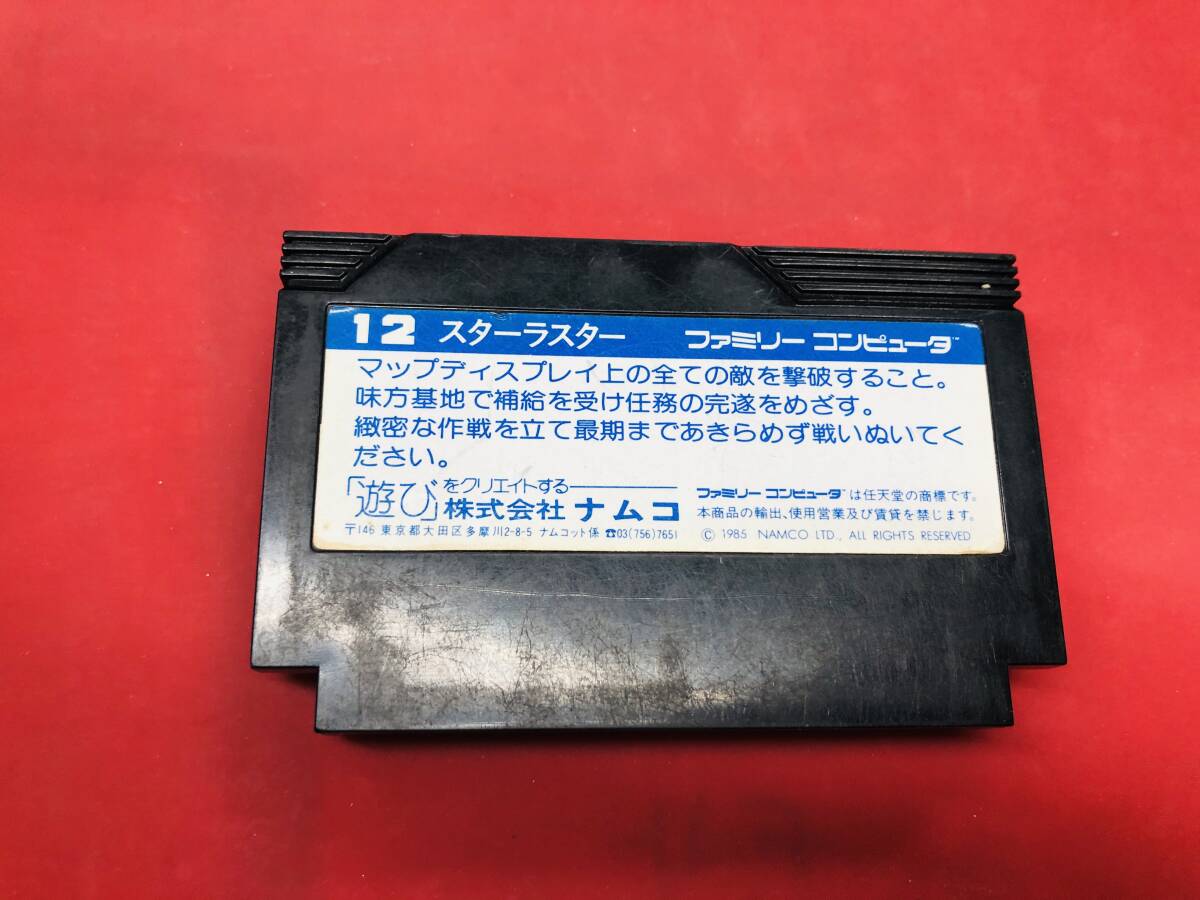 12 スターラスター ファミリー コンピュータ™
マップディスプレイ上の全ての敵を撃破すること。
味方基地で補給を受け任務の完遂をめざす。
緻密な作戦を立て最期まであきらめず戦いぬいてく
ださい。
「遊び」をクリエイトする
株式会社 ナムコ
〒146 東京都大田区多摩川2-8-5 ナムコット係 ☎03(756)7651
ファミリー コンピュータ™は任天堂の商標です。
本商品の輸出、使用営業及び賃貸を禁じます。
© 1985 NAMCO LTD., ALL RIGHTS RESERVED